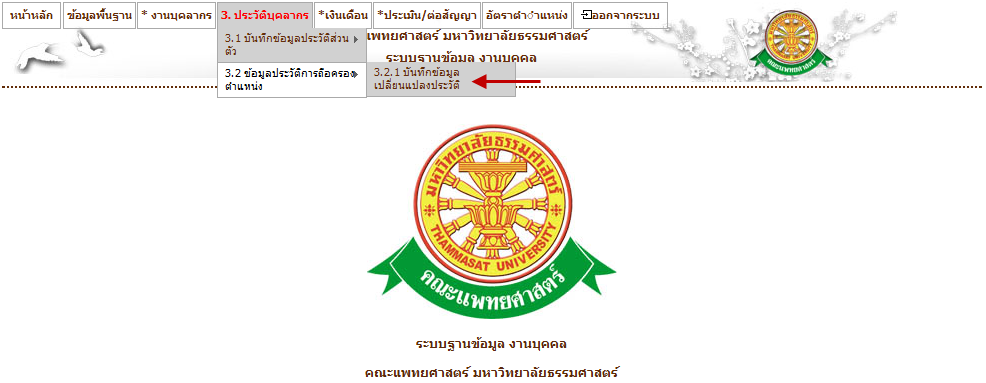 หน้าหลัก ข้อมูลพื้นฐาน * งานบุคลากร 3. ประวัติบุคลากร *เงินเดือน *ประเมิน/ต่อสัญญา อัตราตำแหน่ง ออกจากระบบ
3.1 บันทึกข้อมูลประวัติส่วน
ตัว
แพทยศาสตร์ มหาวิทยาลัยธรรมศาสตร์
ระบบฐานข้อมูล งานบุคคล
3.2 ข้อมูลประวัติการถือครอง
ตำแหน่ง
3.2.1 บันทึกข้อมูล
เปลี่ยนแปลงประวัติ
คณะแพทยศาสตร์
มหาวิทยาลัยธรรมศาสตร์
THAMMASAT UNIVERSITY
คณะแพทยศาสตร์
ระบบฐานข้อมูล งานบุคคล
คณะแพทยศาสตร์ มหาวิทยาลัยธรรมศาสตร์